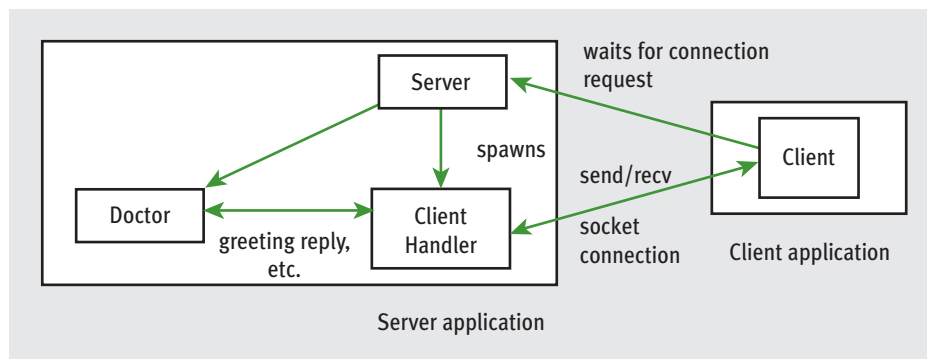 waits for connection
request
Server
Client
spawns
send/recv
Doctor
Client
Handler
greeting reply,
etc.
socket
connection
Client application
Server application